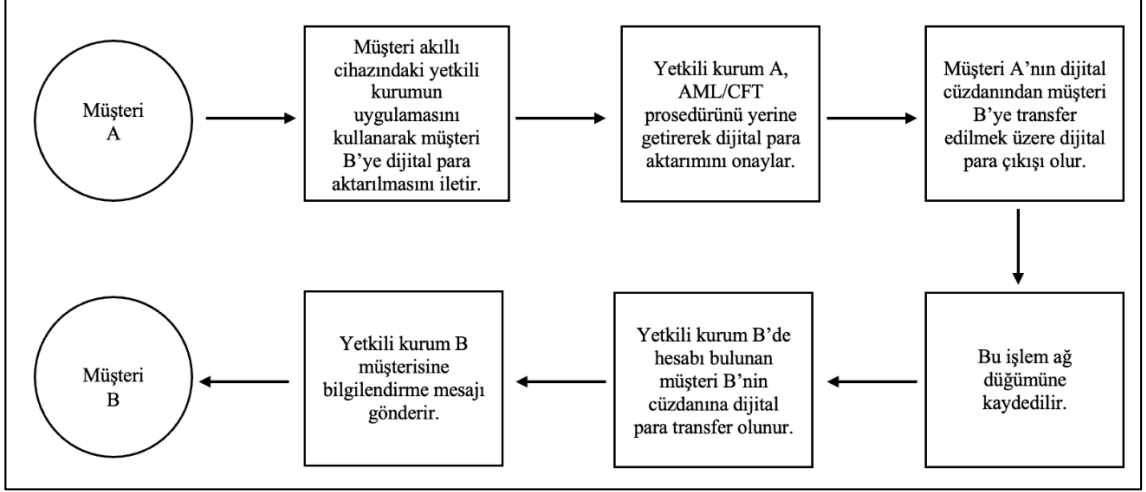 Müşteri
A
Müşteri akıllı
cihazındaki yetkili
kurumun
uygulamasını
kullanarak müşteri
B’ye dijital para
aktarılmasını iletir.
Yetkili kurum A,
AML/CFT
prosedürünü yerine
getirerek dijital para
aktarımını onaylar.
Müşteri A’nın dijital
cüzdanından müşteri
B’ye transfer
edilmek üzere dijital
para çıkışı olur.
Bu işlem ağ
düğümüne
kaydedilir.
Yetkili kurum B’de
hesabı bulunan
müşteri B’nin
cüzdanına dijital
para transfer olunur.
Yetkili kurum B
müşterisine
bilgilendirme mesajı
gönderir.
Müşteri
B